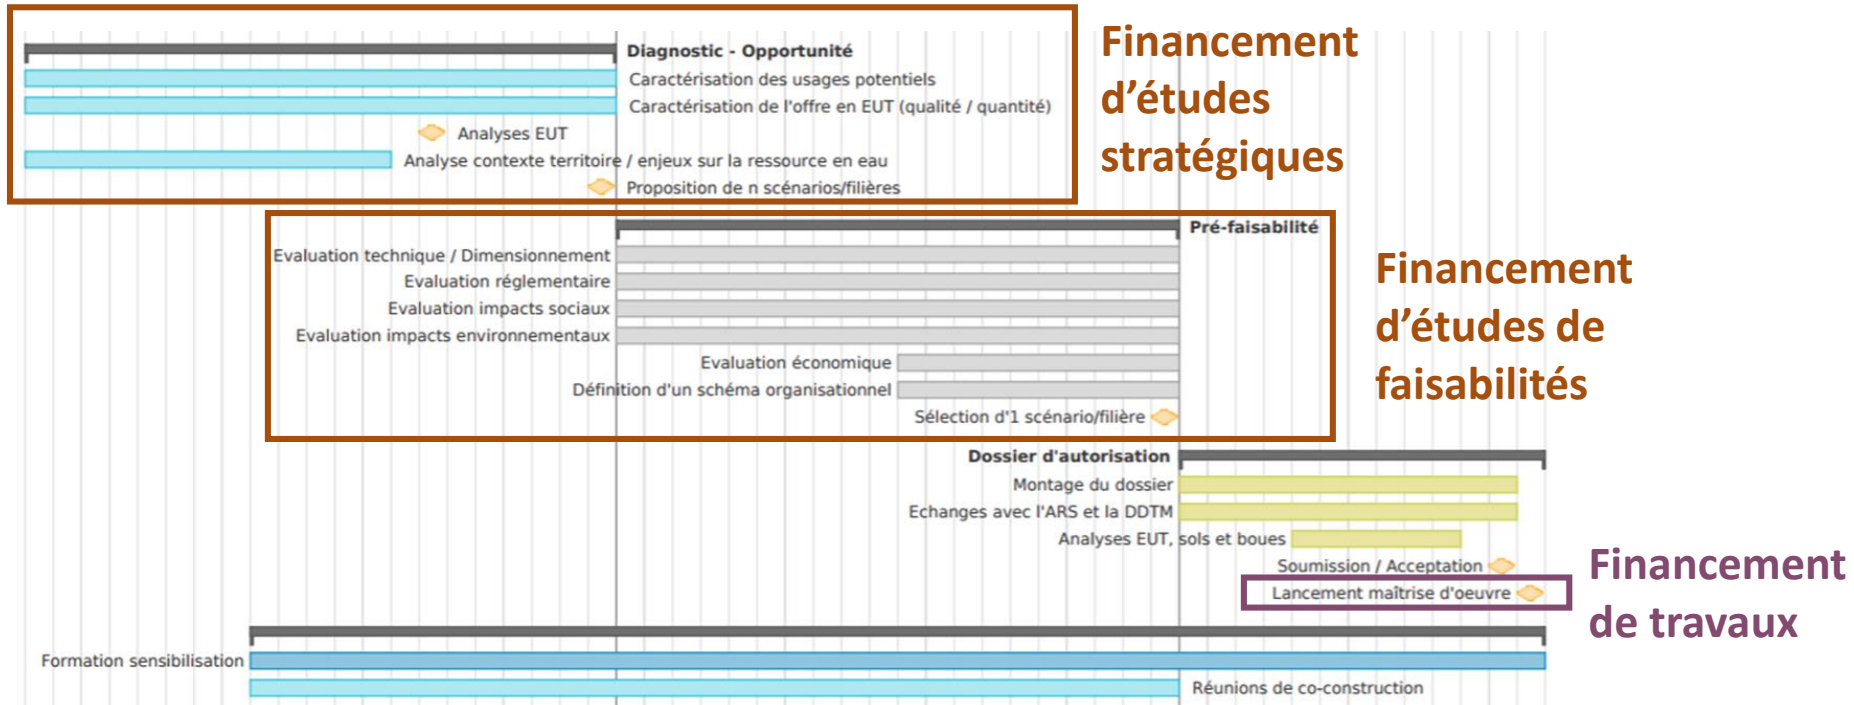 Diagnostic - Opportunité
Caractérisation des usages potentiels
Caractérisation de l'offre en EUT (qualité / quantité)
Analyses EUT
Analyse contexte territoire / enjeux sur la ressource en eau
Proposition de n scénarios/filières
Financement
d’études
stratégiques
Pré-faisabilité
Evaluation technique / Dimensionnement
Evaluation réglementaire
Evaluation impacts sociaux
Evaluation impacts environnementaux
Evaluation économique
Définition d'un schéma organisationnel
Sélection d'1 scénario/filière
Financement
d’études de
faisabilités
Dossier d'autorisation
Montage du dossier
Echanges avec l'ARS et la DDTM
Analyses EUT, sols et boues
Soumission / Acceptation
Lancement maîtrise d'oeuvre
Financement
de travaux
Formation sensibilisation
Réunions de co-construction